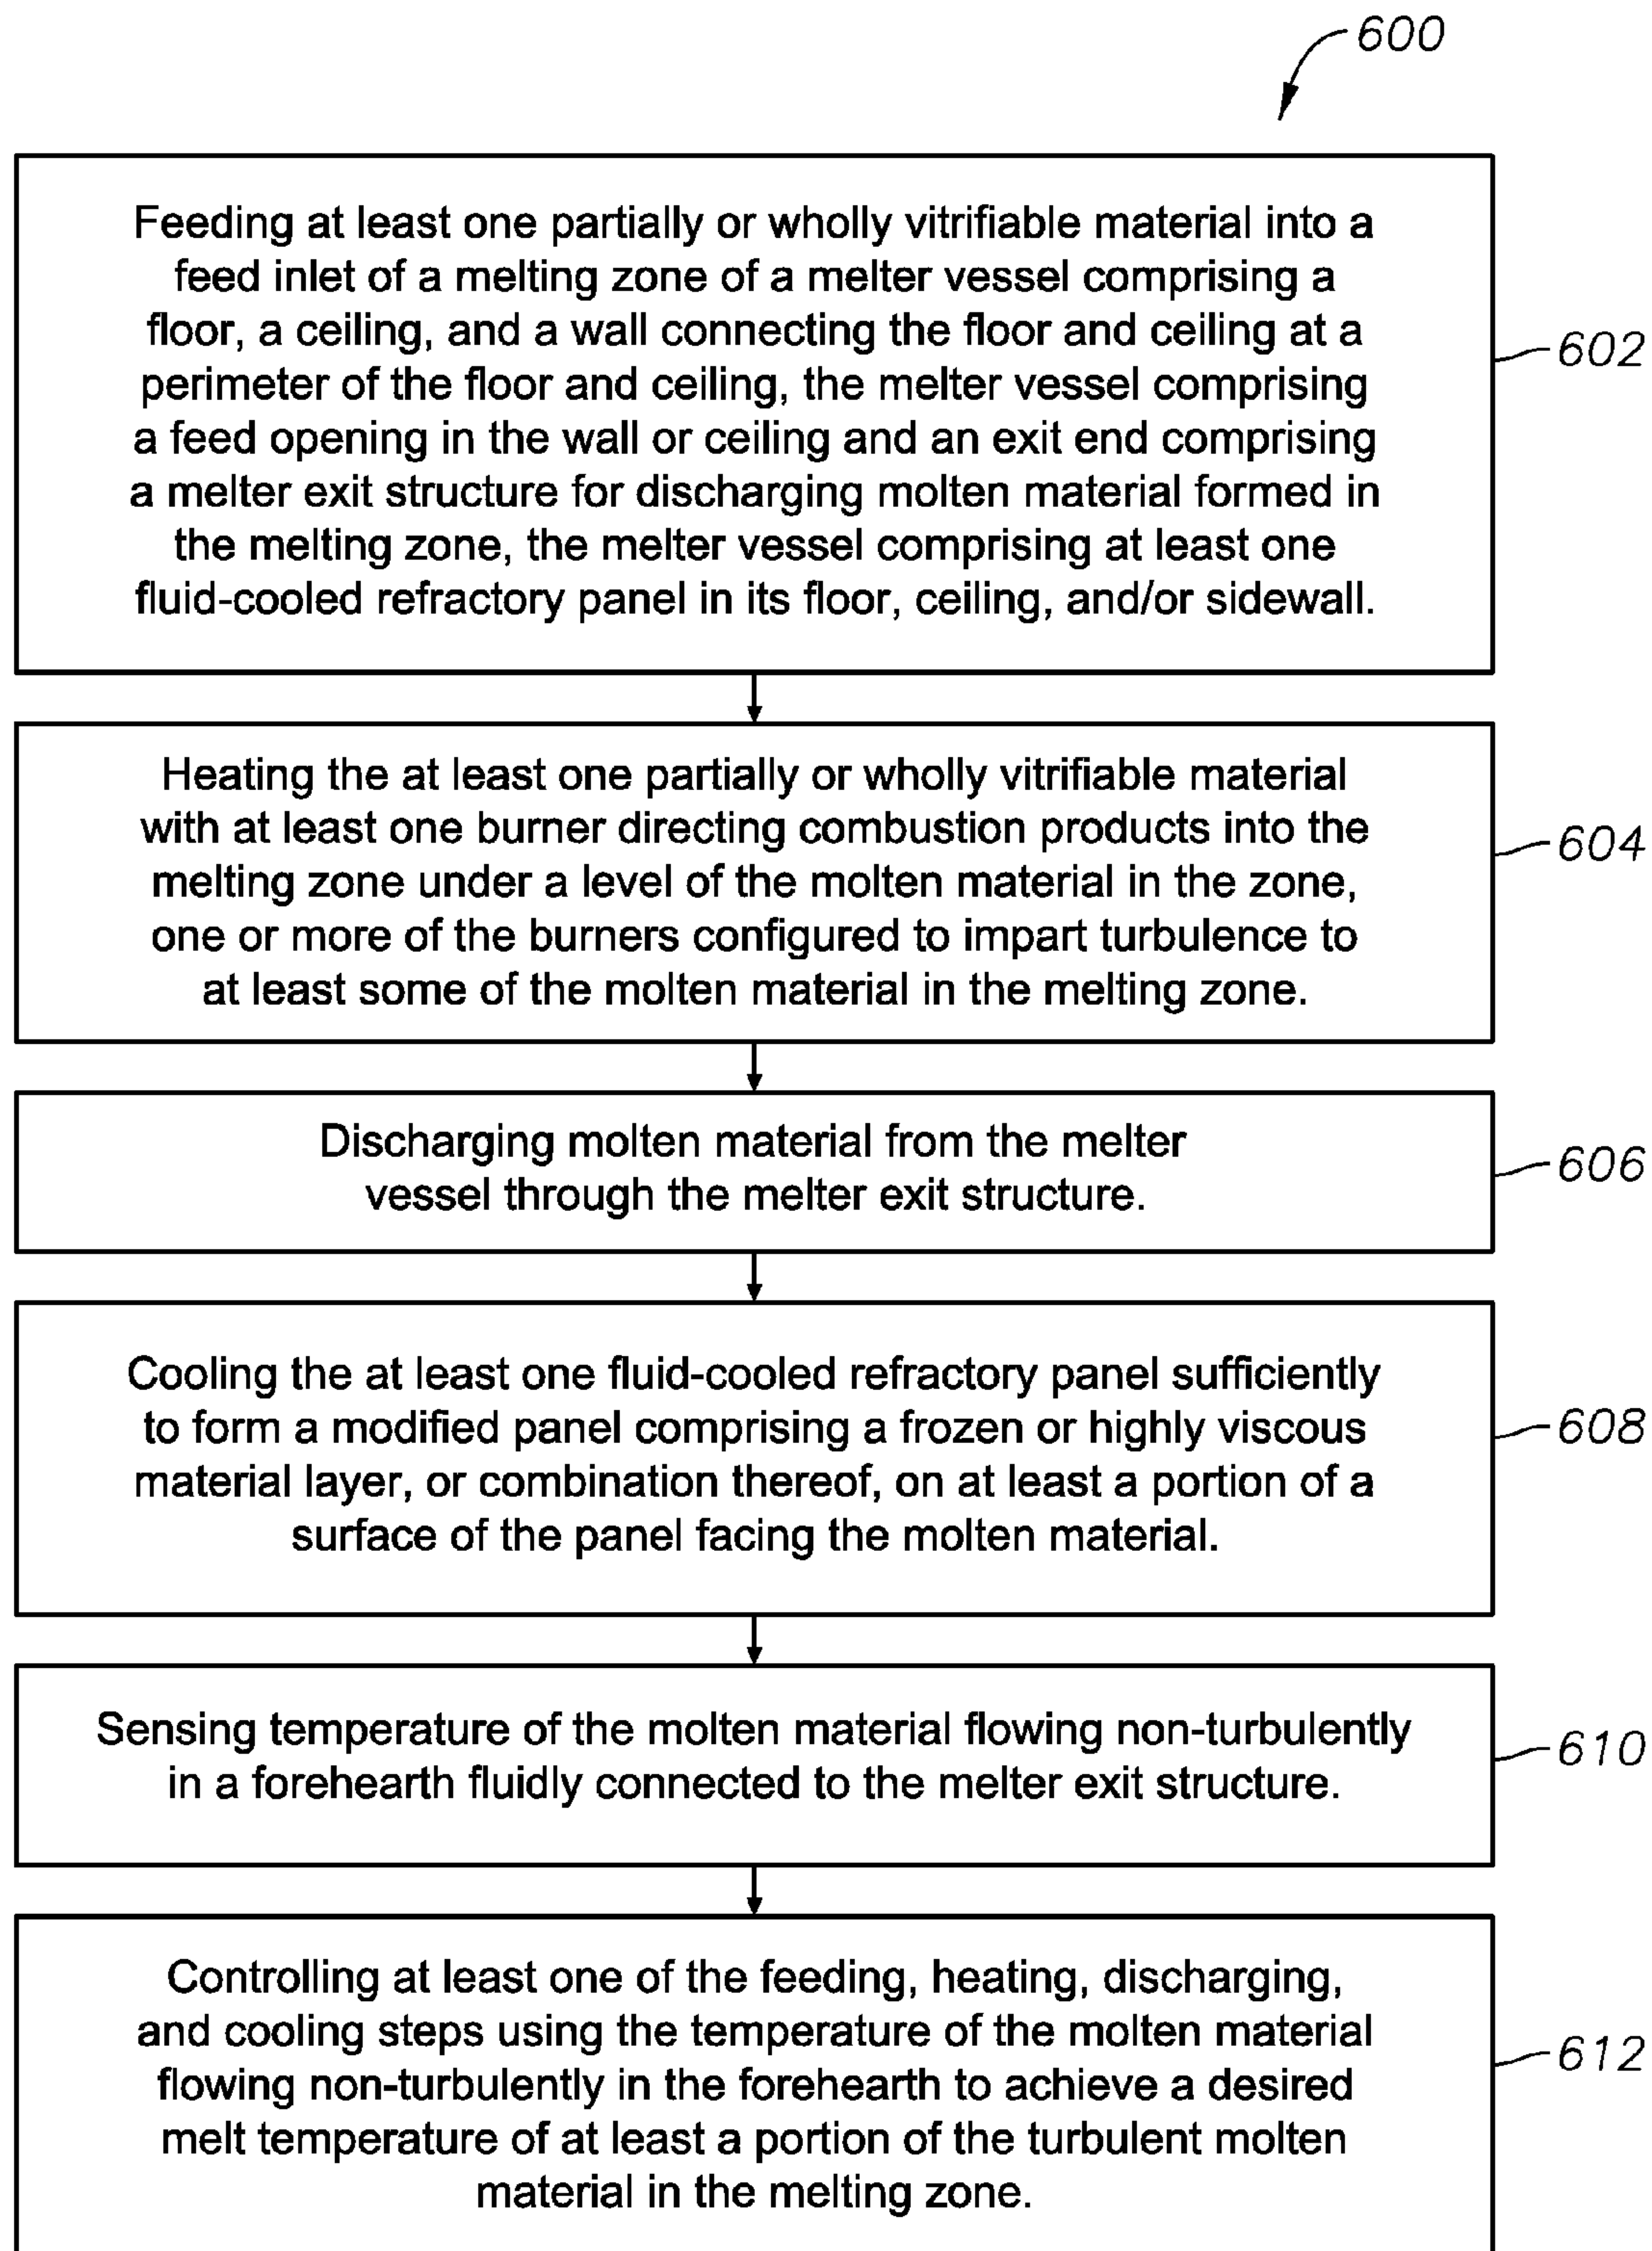 600
Feeding at least one partially or wholly vitrifiable material into a
feed inlet of a melting zone of a melter vessel comprising a
floor, a ceiling, and a wall connecting the floor and ceiling at a
perimeter of the floor and ceiling, the melter vessel comprising
a feed opening in the wall or ceiling and an exit end comprising
a melter exit structure for discharging molten material formed in
the melting zone, the melter vessel comprising at least one
fluid-cooled refractory panel in its floor, ceiling, and/or sidewall.
602
Heating the at least one partially or wholly vitrifiable material
with at least one burner directing combustion products into the
melting zone under a level of the molten material in the zone,
one or more of the burners configured to impart turbulence to
at least some of the molten material in the melting zone.
604
Discharging molten material from the melter
vessel through the melter exit structure.
606
Cooling the at least one fluid-cooled refractory panel sufficiently
to form a modified panel comprising a frozen or highly viscous
material layer, or combination thereof, on at least a portion of a
surface of the panel facing the molten material.
608
Sensing temperature of the molten material flowing non-turbulently
in a forehearth fluidly connected to the melter exit structure.
610
Controlling at least one of the feeding, heating, discharging,
and cooling steps using the temperature of the molten material
flowing non-turbulently in the forehearth to achieve a desired
melt temperature of at least a portion of the turbulent molten
material in the melting zone.
612